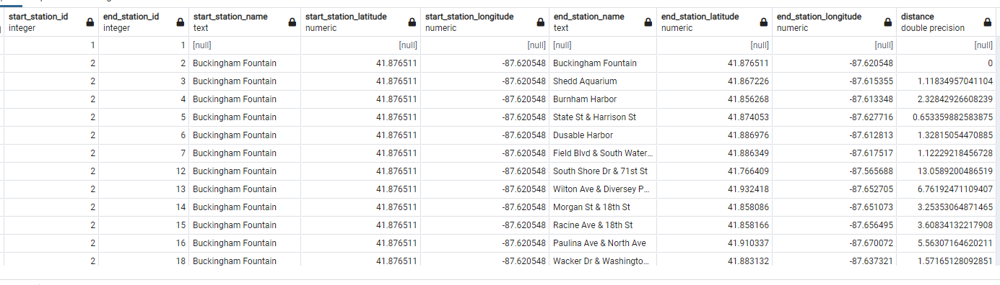 start_station_id end_station_id start_station_name start_station_latitude start_station_longitude end_station_name end_station_latitude end_station_longitude distance
integer integer text numeric numeric text numeric numeric double precision
1 1 [null] [null] [null] [null] [null] [null] [null]
2 2 Buckingham Fountain 41.876511 -87.620548 Buckingham Fountain 41.876511 -87.620548 0
2 3 Buckingham Fountain 41.876511 -87.620548 Shedd Aquarium 41.867226 -87.615355 1.11834957041104
2 4 Buckingham Fountain 41.876511 -87.620548 Burnham Harbor 41.856268 -87.613348 2.32842926608239
2 5 Buckingham Fountain 41.876511 -87.620548 State St & Harrison St 41.874053 -87.627716 0.653359882583875
2 6 Buckingham Fountain 41.876511 -87.620548 Dusable Harbor 41.886976 -87.612813 1.32815054470885
2 7 Buckingham Fountain 41.876511 -87.620548 Field Blvd & South Water... 41.886349 -87.617517 1.12229218456728
2 12 Buckingham Fountain 41.876511 -87.620548 South Shore Dr & 71st St 41.766409 -87.565688 13.0589200486519
2 13 Buckingham Fountain 41.876511 -87.620548 Wilton Ave & Diversey P... 41.932418 -87.652705 6.76192471109407
2 14 Buckingham Fountain 41.876511 -87.620548 Morgan St & 18th St 41.858086 -87.651073 3.25353064871465
2 15 Buckingham Fountain 41.876511 -87.620548 Racine Ave & 18th St 41.858166 -87.656495 3.60834132217908
2 16 Buckingham Fountain 41.876511 -87.620548 Paulina Ave & North Ave 41.910337 -87.670072 5.56307164620211
2 18 Buckingham Fountain 41.876511 -87.620548 Wacker Dr & Washingto... 41.883132 -87.637321 1.57165128092851